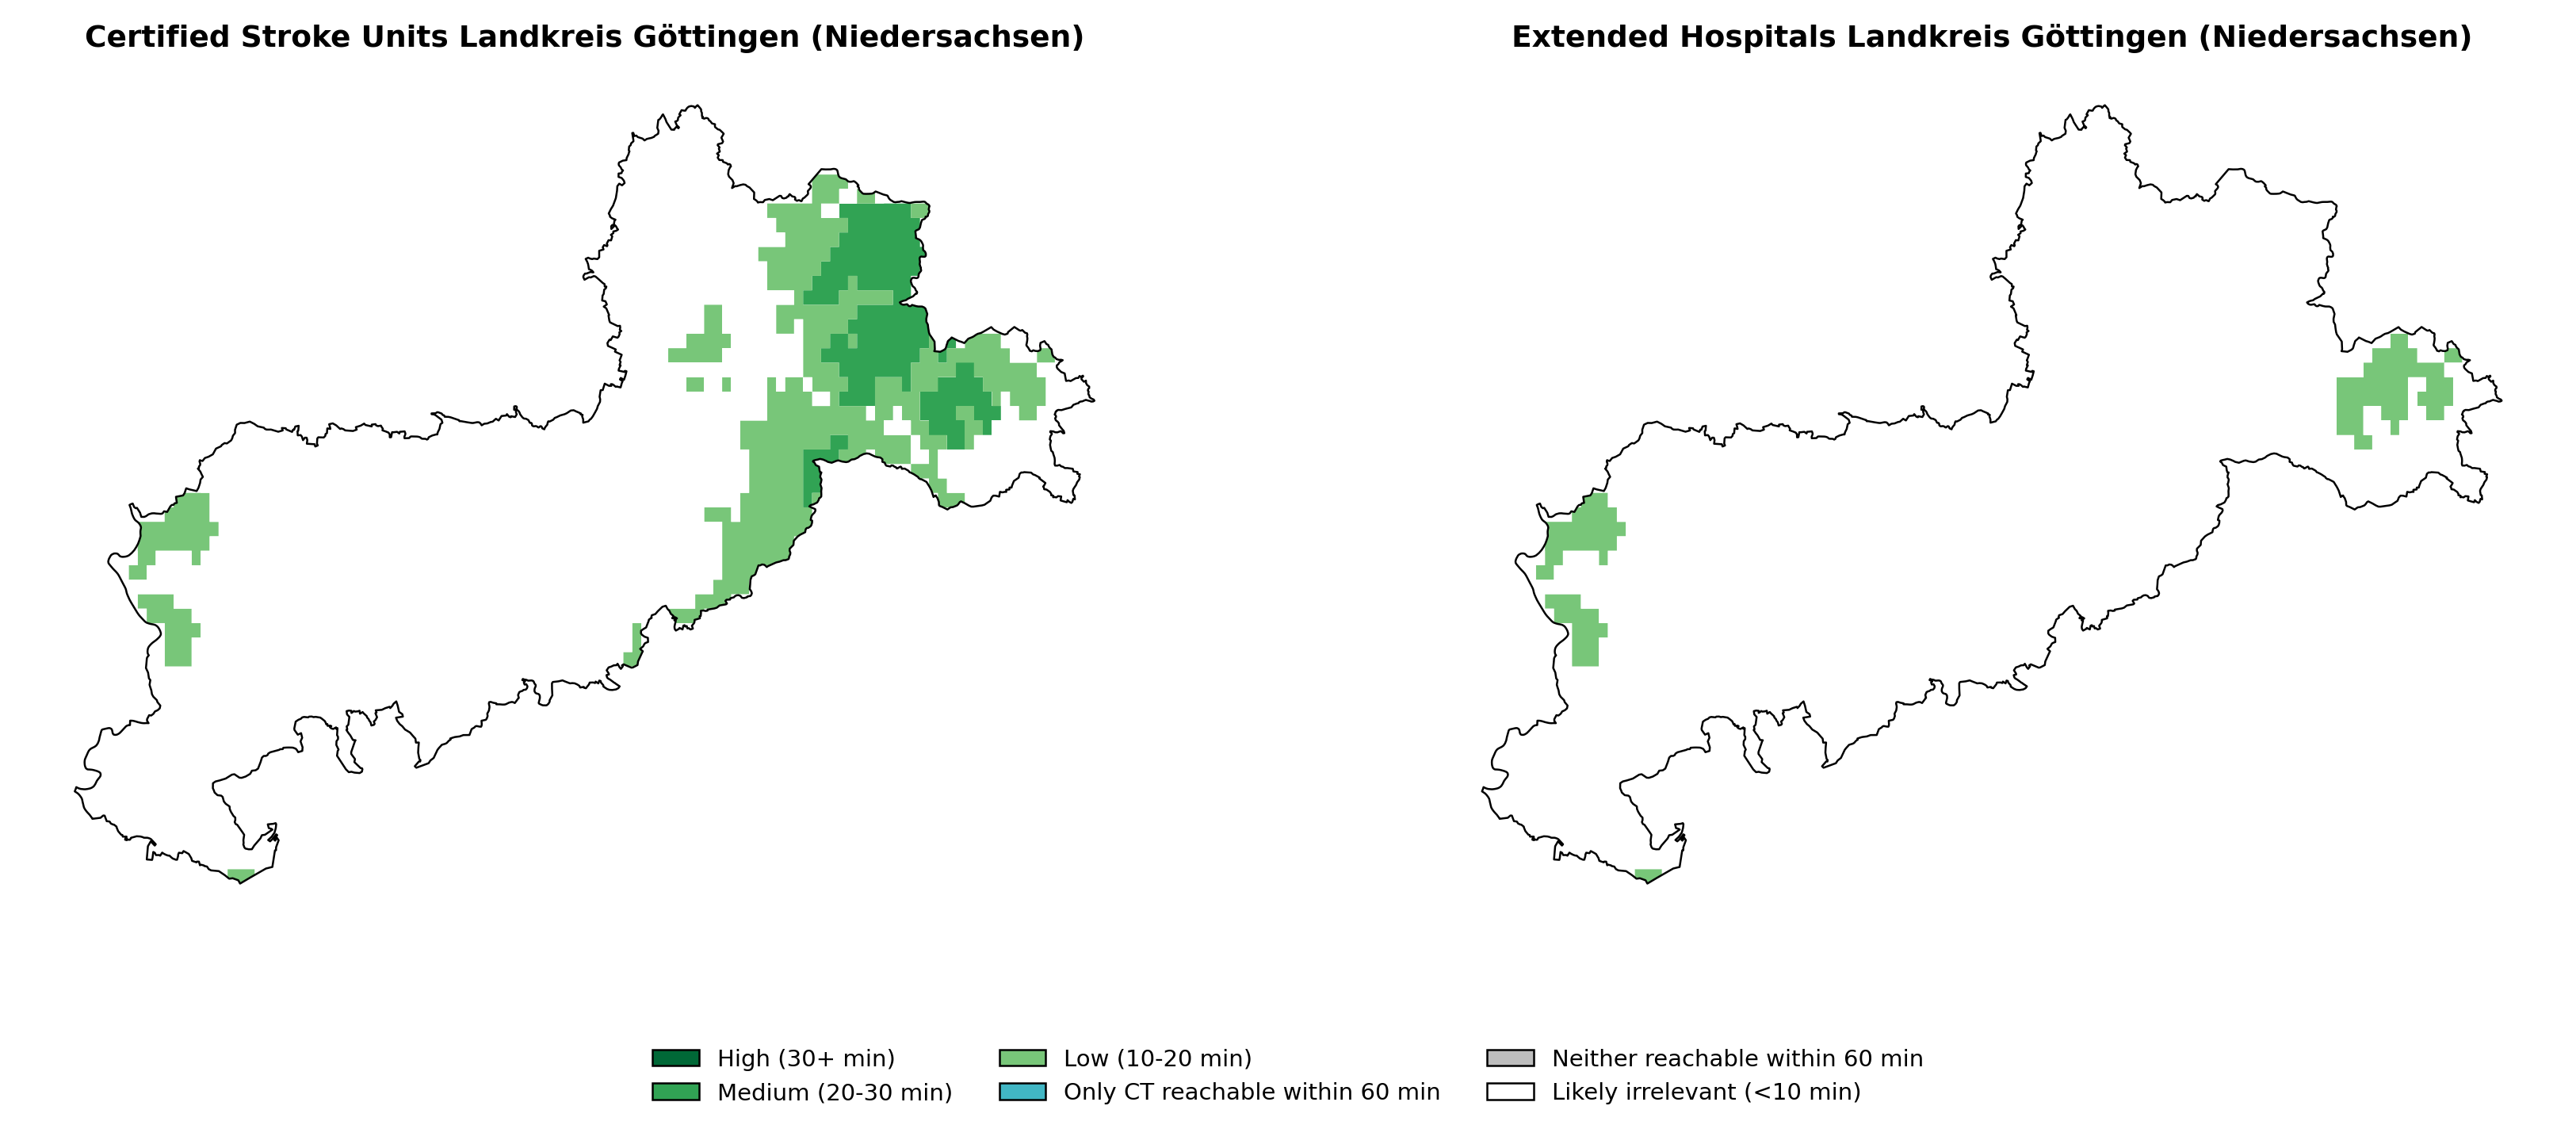 Certified Stroke Units Landkreis Göttingen (Niedersachsen)
Extended Hospitals Landkreis Göttingen (Niedersachsen)
High (30+ min)
Medium (20-30 min)
Low (10-20 min)
Only CT reachable within 60 min
Neither reachable within 60 min
Likely irrelevant (<10 min)